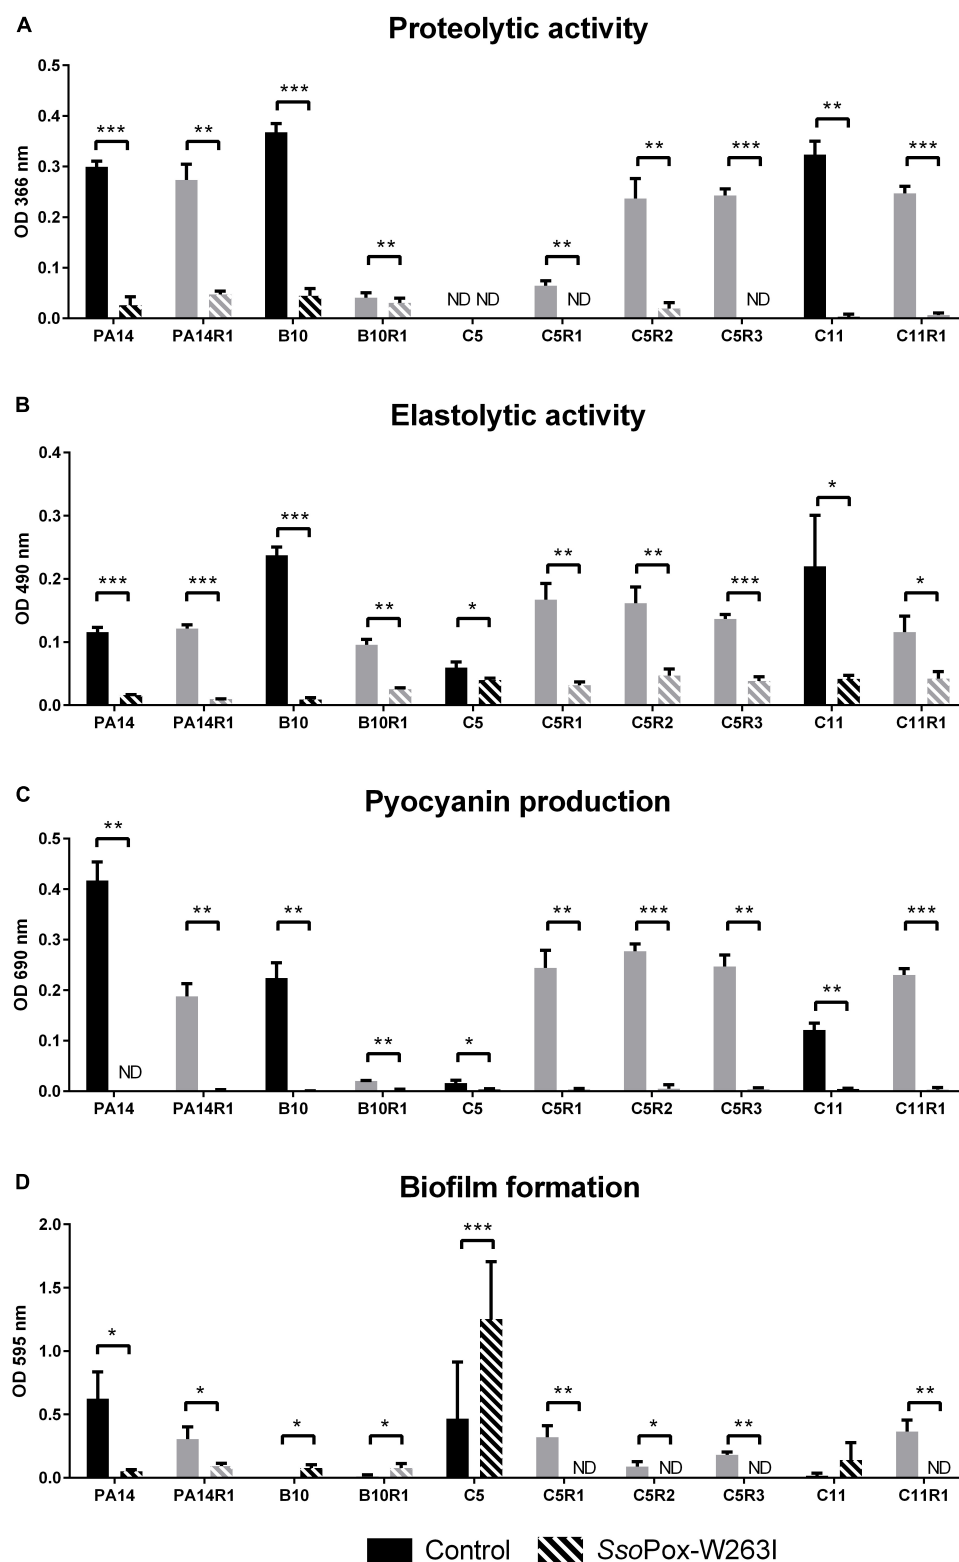 A
Proteolytic activity
OD 366 nm
0.5
0.4
0.3
0.2
0.1
0.0
*** ** *** ** ND ND ** ND ** *** ND ** ***
PA14 PA14R1 B10 B10R1 C5 C5R1 C5R2 C5R3 C11 C11R1
B
Elastolytic activity
OD 490 nm
0.4
0.3
0.2
0.1
0.0
*** *** *** ** * ** ** *** * *
PA14 PA14R1 B10 B10R1 C5 C5R1 C5R2 C5R3 C11 C11R1
C
Pyocyanin production
OD 690 nm
0.5
0.4
0.3
0.2
0.1
0.0
** ND ** ** ** * ** *** ** ** ***
PA14 PA14R1 B10 B10R1 C5 C5R1 C5R2 C5R3 C11 C11R1
D
Biofilm formation
OD 595 nm
2.0
1.5
1.0
0.5
0.0
* * * * *** ** ND * ND ** ND ** ND
PA14 PA14R1 B10 B10R1 C5 C5R1 C5R2 C5R3 C11 C11R1
Control SsoPox-W263I